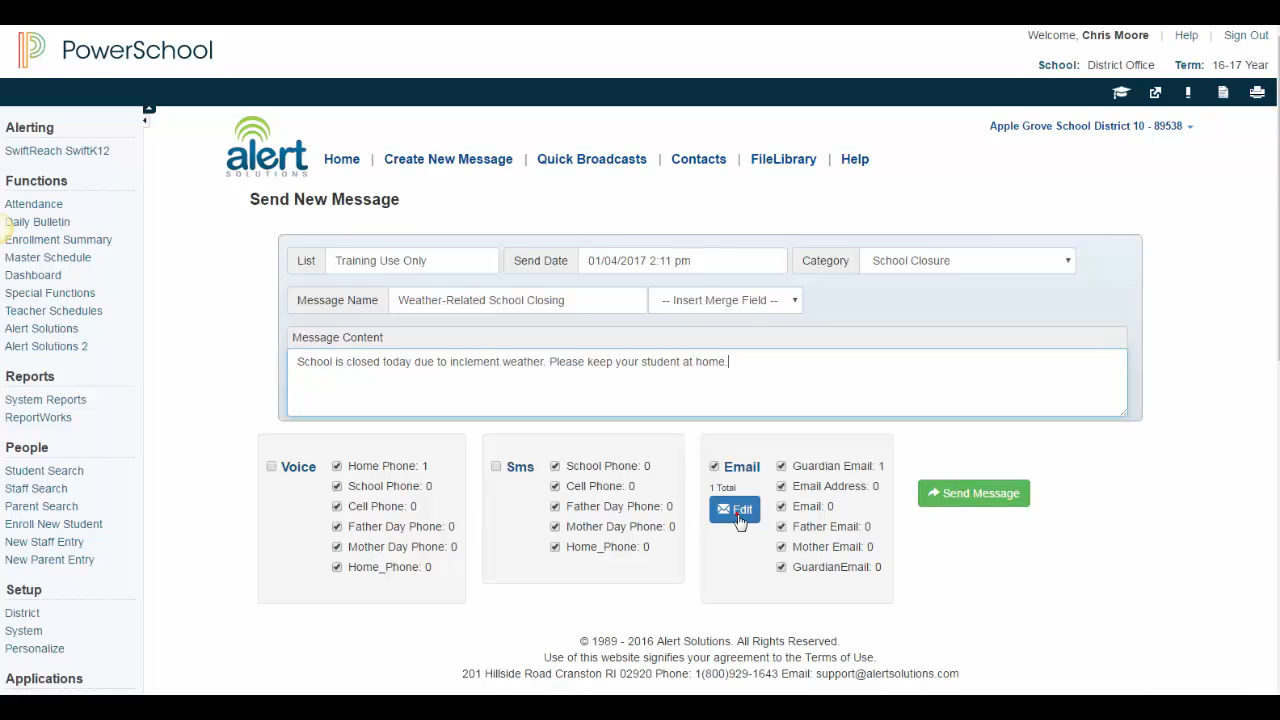 PowerSchool
Welcome, Chris Moore | Help | Sign Out
School: District Office Term: 16-17 Year
Alerting
SwiftReach SwiftK12
Functions
Attendance
Daily Bulletin
Enrollment Summary
Master Schedule
Dashboard
Special Functions
Teacher Schedules
Alert Solutions
Alert Solutions 2
Reports
System Reports
ReportWorks
People
Student Search
Staff Search
Parent Search
Enroll New Student
New Staff Entry
New Parent Entry
Setup
District
System
Personalize
Applications
Apple Grove School District 10 - 89538
alert
SOLUTIONS
Home | Create New Message | Quick Broadcasts | Contacts | FileLibrary | Help
Send New Message
List Training Use Only Send Date 01/04/2017 2:11 pm Category School Closure
Message Name Weather-Related School Closing -- Insert Merge Field --
Message Content
School is closed today due to inclement weather. Please keep your student at home.
Voice
Home Phone: 1
School Phone: 0
Cell Phone: 0
Father Day Phone: 0
Mother Day Phone: 0
Home_Phone: 0
Sms
School Phone: 0
Cell Phone: 0
Father Day Phone: 0
Mother Day Phone: 0
Home_Phone: 0
Email
1 Total
Edit
Guardian Email: 1
Email Address: 0
Email: 0
Father Email: 0
Mother Email: 0
GuardianEmail: 0
Send Message
© 1989 - 2016 Alert Solutions. All Rights Reserved.
Use of this website signifies your agreement to the Terms of Use.
201 Hillside Road Cranston RI 02920 Phone: 1(800)929-1643 Email: support@alertsolutions.com